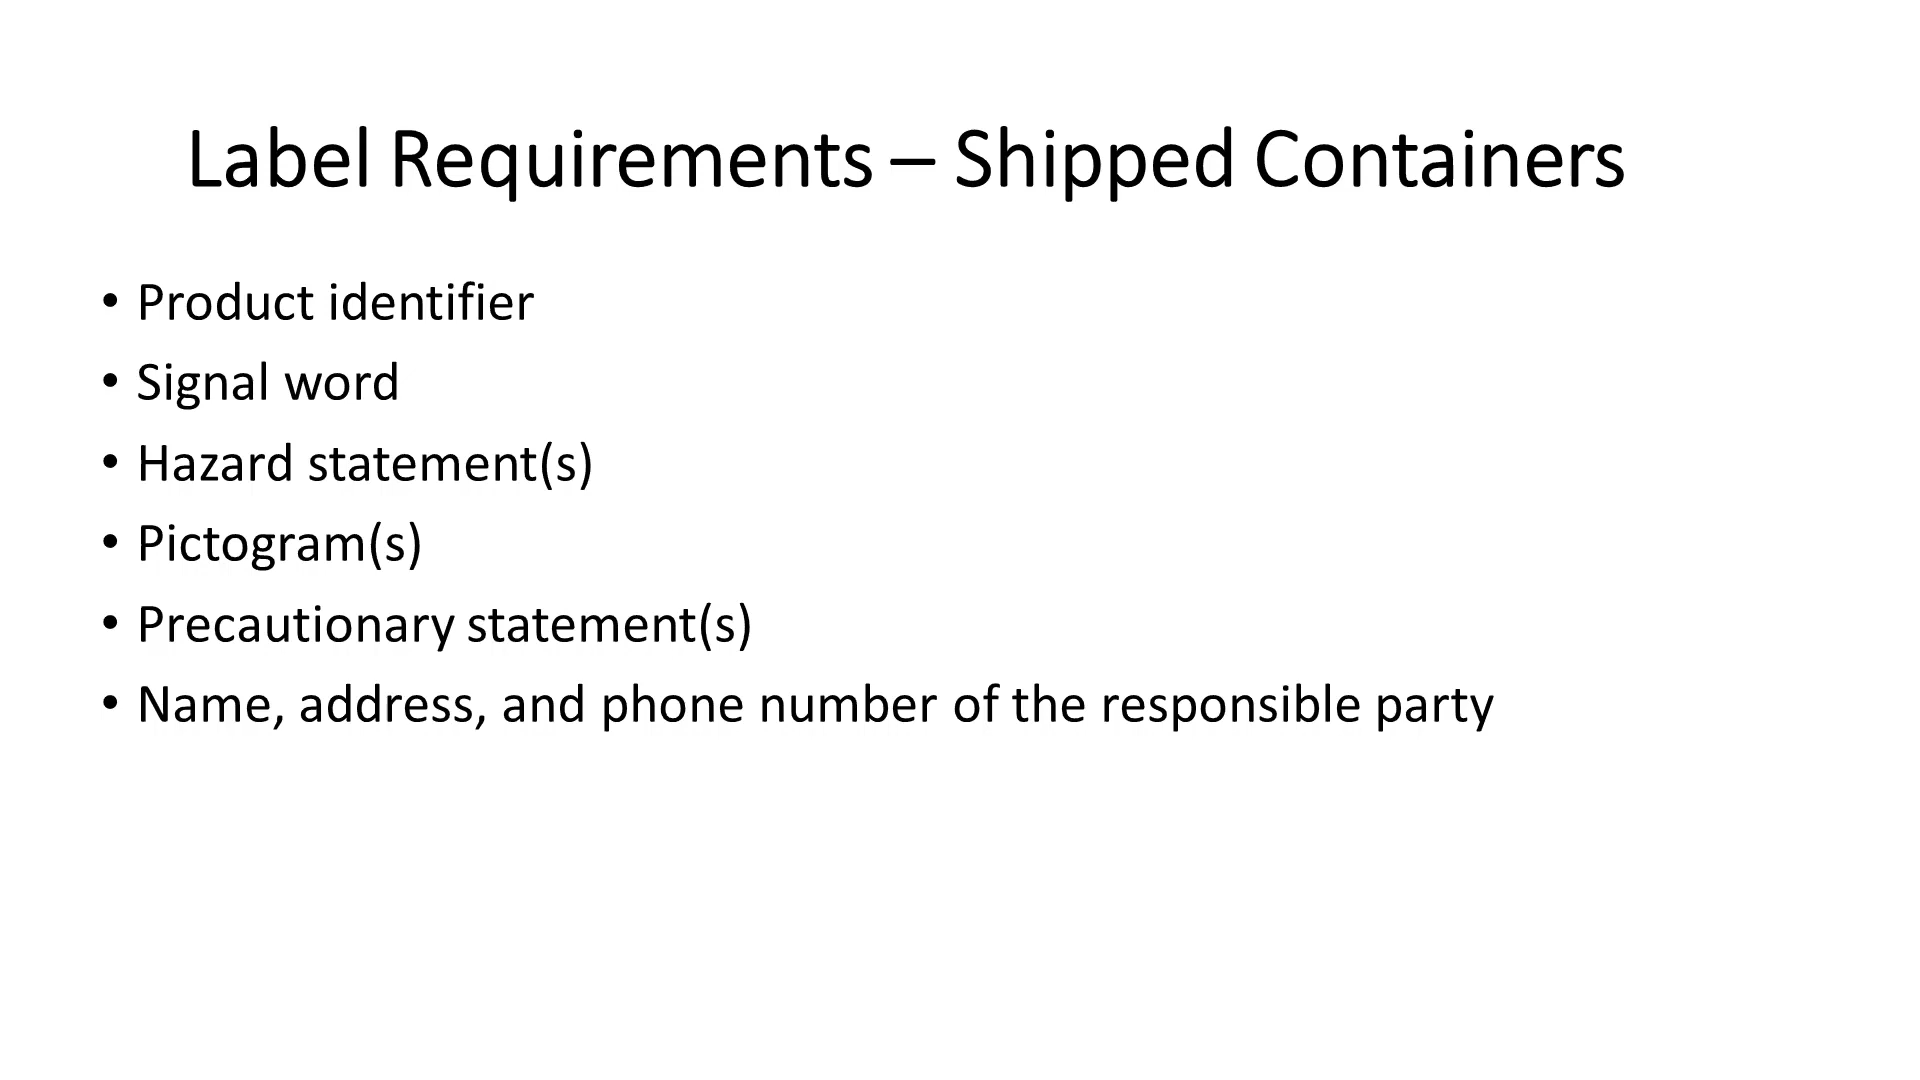 Label Requirements – Shipped Containers
• Product identifier
• Signal word
• Hazard statement(s)
• Pictogram(s)
• Precautionary statement(s)
• Name, address, and phone number of the responsible party